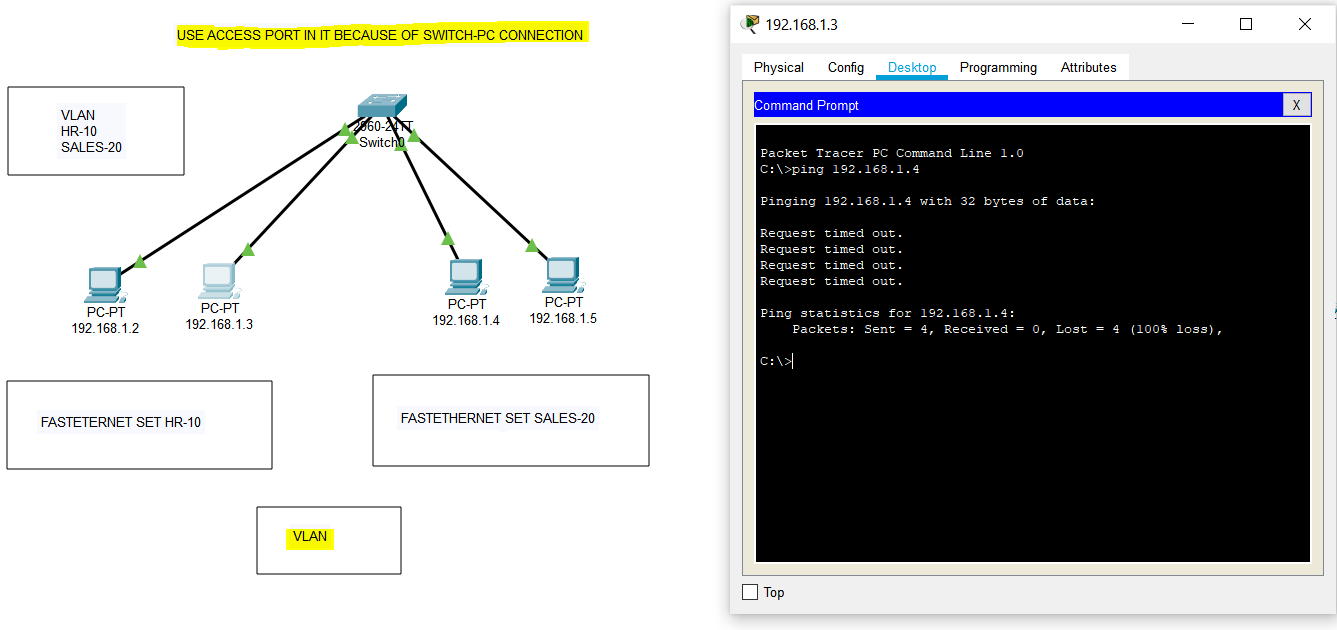 USE ACCESS PORT IN IT BECAUSE OF SWITCH-PC CONNECTION
VLAN
HR-10
SALES-20
2960-24TT
Switch0
PC-PT
192.168.1.2
PC-PT
192.168.1.3
PC-PT
192.168.1.4
PC-PT
192.168.1.5
FASTETERNET SET HR-10
FASTETHERNET SET SALES-20
VLAN
192.168.1.3
Physical Config Desktop Programming Attributes
Command Prompt X
Packet Tracer PC Command Line 1.0
C:\>ping 192.168.1.4
Pinging 192.168.1.4 with 32 bytes of data:
Request timed out.
Request timed out.
Request timed out.
Request timed out.
Ping statistics for 192.168.1.4:
Packets: Sent = 4, Received = 0, Lost = 4 (100% loss),
C:\>
Top